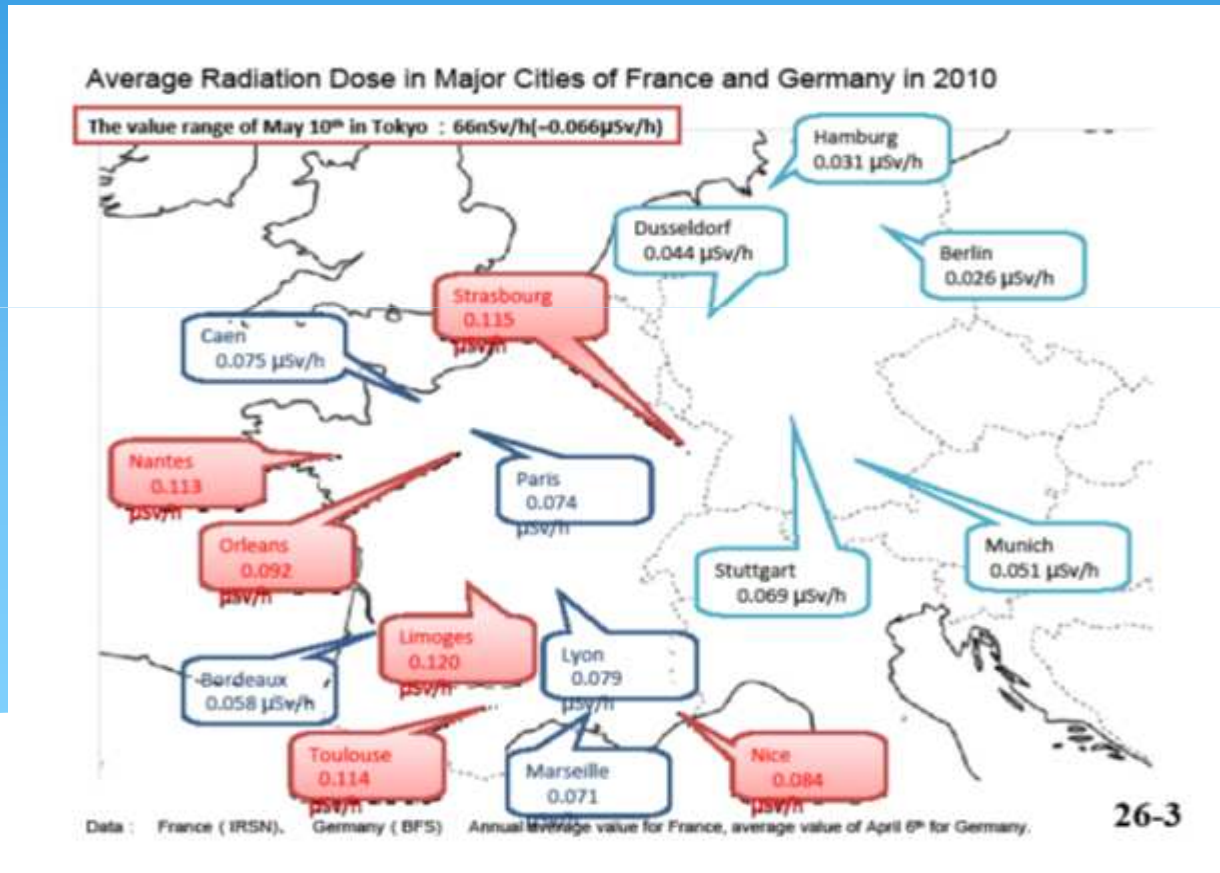 Average Radiation Dose in Major Cities of France and Germany in 2010
The value range of May 10th in Tokyo : 66nSv/h(~0.066μSv/h)
Hamburg
0.031 μSv/h
Dusseldorf
0.044 μSv/h
Berlin
0.026 μSv/h
Strasbourg
0.115
μSv/h
Caen
0.075 μSv/h
Nantes
0.113
μSv/h
Paris
0.074
μSv/h
Orleans
0.092
μSv/h
Stuttgart
0.069 μSv/h
Munich
0.051 μSv/h
Limoges
0.120
μSv/h
Lyon
0.079
μSv/h
Bordeaux
0.058 μSv/h
Toulouse
0.114
μSv/h
Marseille
0.071
μSv/h
Nice
0.084
μSv/h
Data : France ( IRSN), Germany ( BFS) Annual average value for France, average value of April 6th for Germany.
26-3